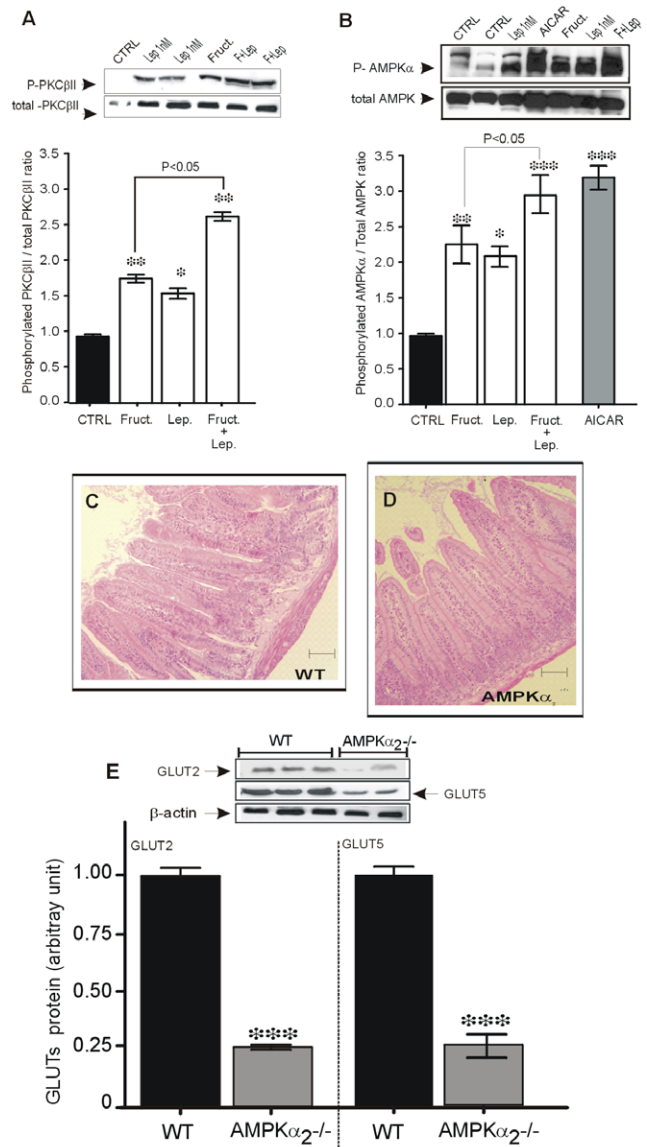 A
CTRL
Lep 1nM
Lep 1nM
Fruct.
F+Lep
F+Lep
P-PKCβII
total -PKCβII
P<0.05
Phosphorylated PKCβII / total PKCβII ratio
3.5
3.0
2.5
2.0
1.5
1.0
0.5
0.0
**
*
**
CTRL
Fruct.
Lep.
Fruct.
+
Lep.
B
CTRL
CTRL
Lep 1nM
AICAR
Fruct.
Lep 1nM
F+Lep
P- AMPKα
total AMPK
P<0.05
Phosphorylated AMPKα / Total AMPK ratio
3.5
3.0
2.5
2.0
1.5
1.0
0.5
0.0
**
*
***
***
CTRL
Fruct.
Lep.
Fruct.
+
Lep.
AICAR
C
WT
D
AMPKα
E
WT
AMPKα2-/-
GLUT2
GLUT5
β-actin
GLUT2
GLUT5
GLUTs protein (arbitray unit)
1.00
0.75
0.50
0.25
0
***
***
WT
AMPKα2-/-
WT
AMPKα2-/-